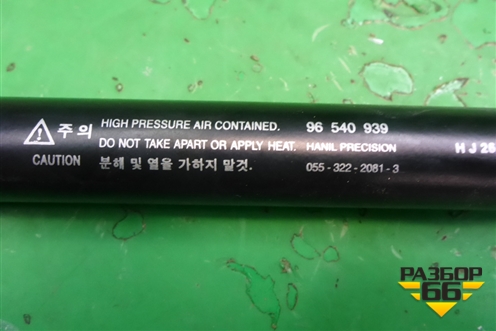 주의 HIGH PRESSURE AIR CONTAINED. 96 540 939
DO NOT TAKE APART OR APPLY HEAT. HANIL PRECISION H J 26
CAUTION 분해 및 열을 가하지 말것. 055-322-2081-3
РАЗБОР
66